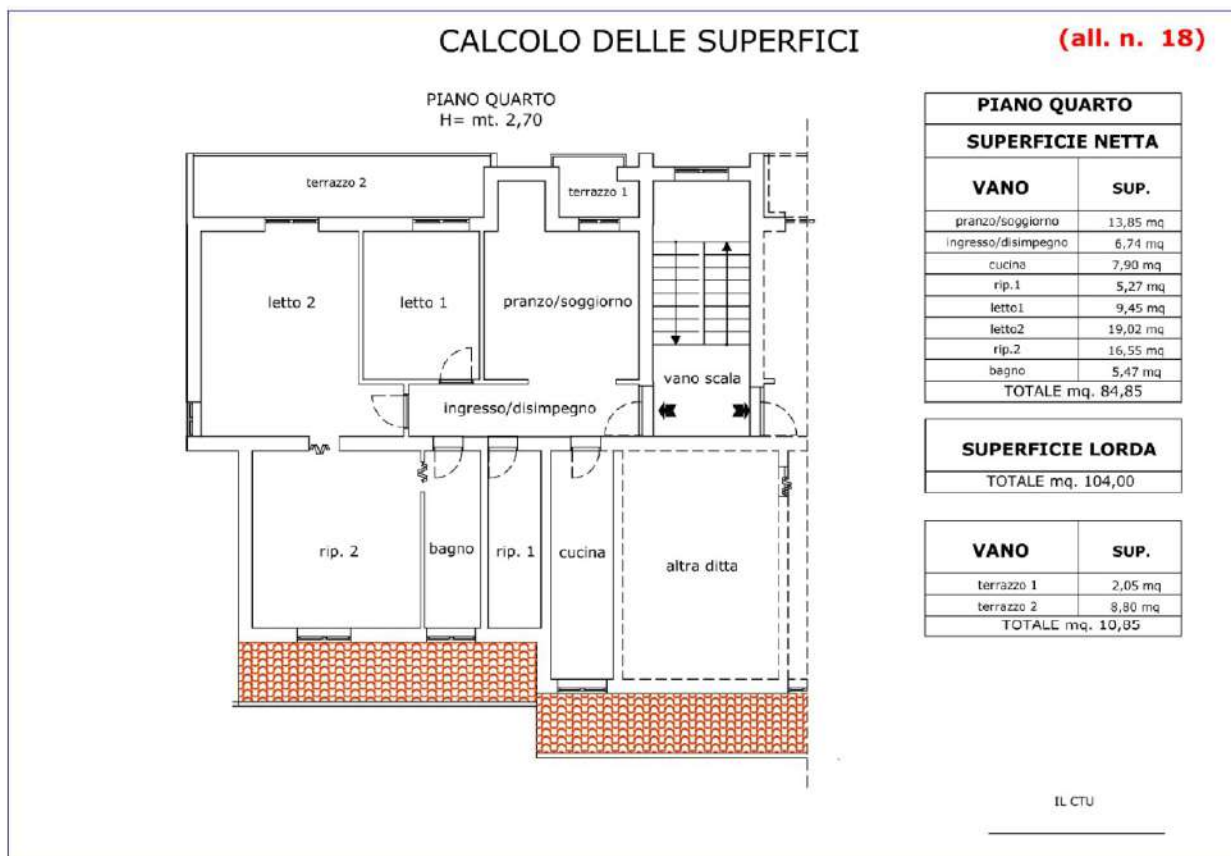 CALCOLO DELLE SUPERFICI
(all. n. 18)
PIANO QUARTO
H= mt. 2,70
terrazzo 2
terrazzo 1
letto 2
letto 1
pranzo/soggiorno
vano scala
ingresso/disimpegno
rip. 2
bagno
rip. 1
cucina
altra ditta
PIANO QUARTO
SUPERFICIE NETTA
VANO SUP.
pranzo/soggiorno 13,85 mq
ingresso/disimpegno 6,74 mq
cucina 7,90 mq
rip.1 5,27 mq
letto1 9,45 mq
letto2 19,02 mq
rip.2 16,55 mq
bagno 5,47 mq
TOTALE mq. 84,85
SUPERFICIE LORDA
TOTALE mq. 104,00
VANO SUP.
terrazzo 1 2,05 mq
terrazzo 2 8,80 mq
TOTALE mq. 10,85
IL CTU